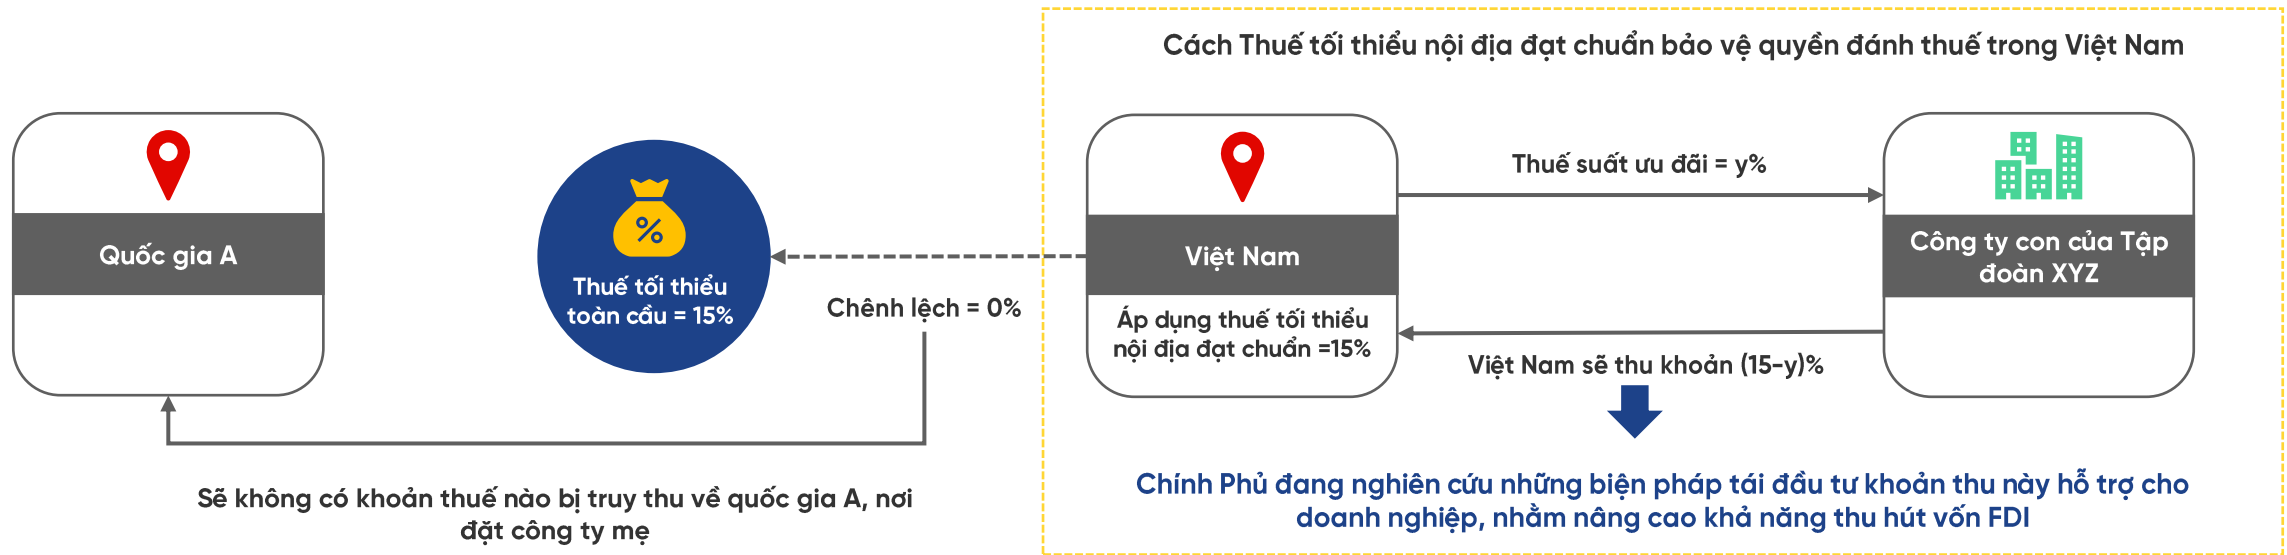 Cách Thuế tối thiểu nội địa đạt chuẩn bảo vệ quyền đánh thuế trong Việt Nam
Quốc gia A
%
Thuế tối thiểu
toàn cầu = 15%
Chênh lệch = 0%
Việt Nam
Áp dụng thuế tối thiểu
nội địa đạt chuẩn =15%
Thuế suất ưu đãi = y%
Công ty con của Tập
đoàn XYZ
Việt Nam sẽ thu khoản (15-y)%
Sẽ không có khoản thuế nào bị truy thu về quốc gia A, nơi
đặt công ty mẹ
Chính Phủ đang nghiên cứu những biện pháp tái đầu tư khoản thu này hỗ trợ cho
doanh nghiệp, nhằm nâng cao khả năng thu hút vốn FDI